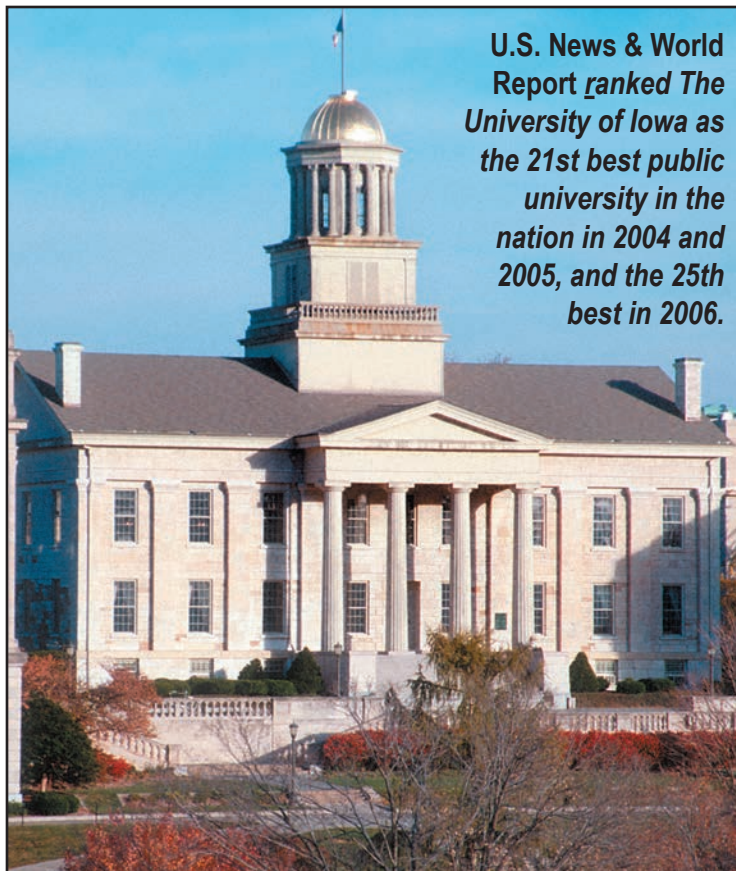 U.S. News & World
Report ranked The
University of Iowa as
the 21st best public
university in the
nation in 2004 and
2005, and the 25th
best in 2006.